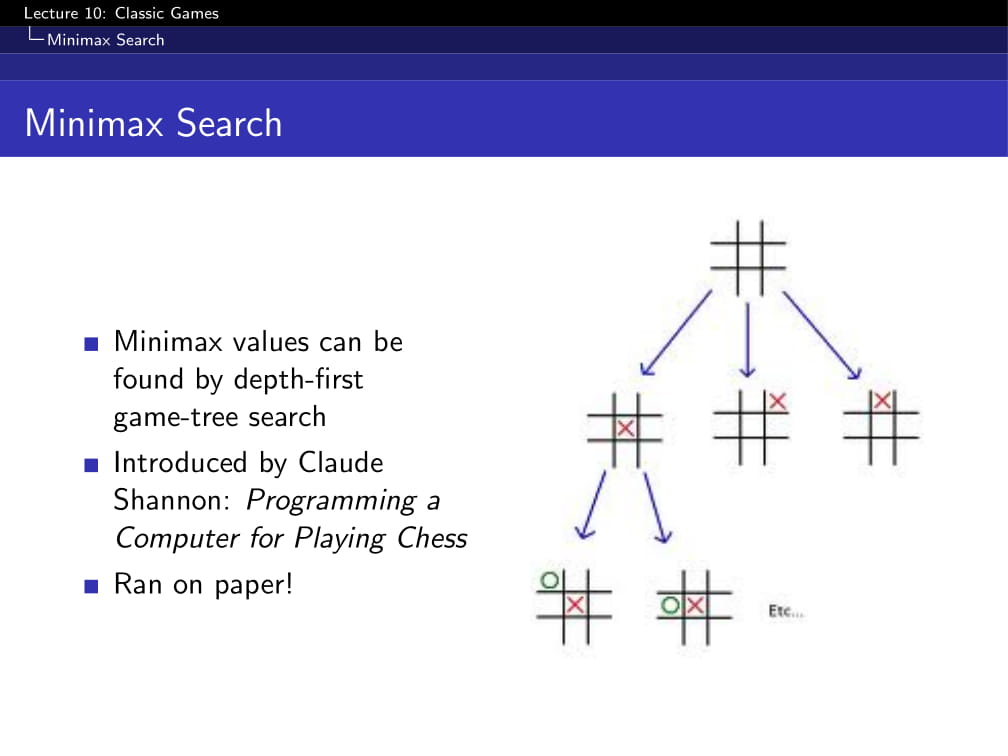 Lecture 10: Classic Games
Minimax Search
Minimax Search
Minimax values can be
found by depth-first
game-tree search
Introduced by Claude
Shannon: Programming a
Computer for Playing Chess
Ran on paper!
Etc...